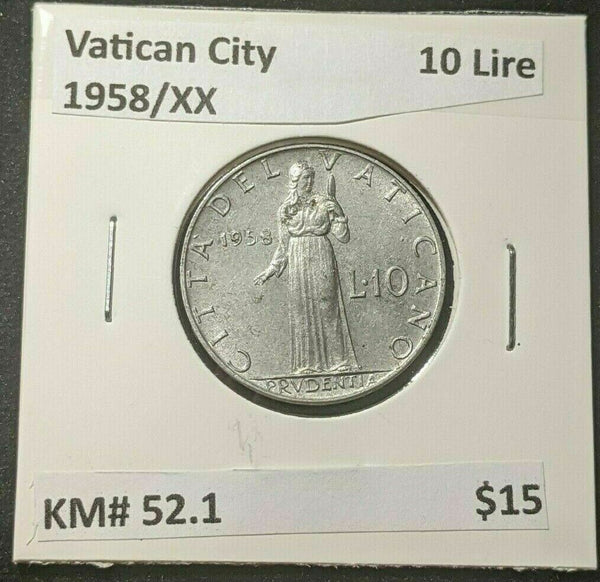 Vatican City 10 Lire
1958/XX
CITTA DEL VATICANO
1958
L·10
PRVDENTIA
KM# 52.1 $15